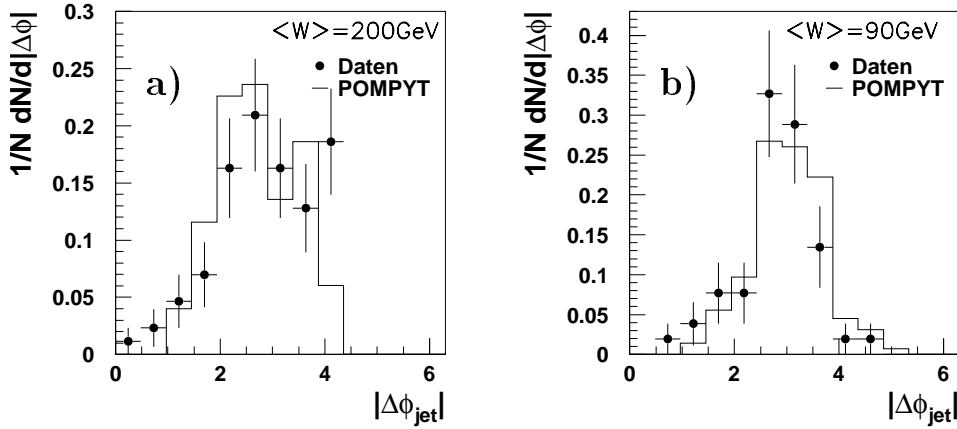 1/N dN/d|Δϕ|
<W>=200GeV
a)
Daten
POMPYT
0.3
0.25
0.2
0.15
0.1
0.05
0
0 2 4 6
|Δϕjet|
1/N dN/d|Δϕ|
<W>=90GeV
b)
Daten
POMPYT
0.4
0.35
0.3
0.25
0.2
0.15
0.1
0.05
0
0 2 4 6
|Δϕjet|